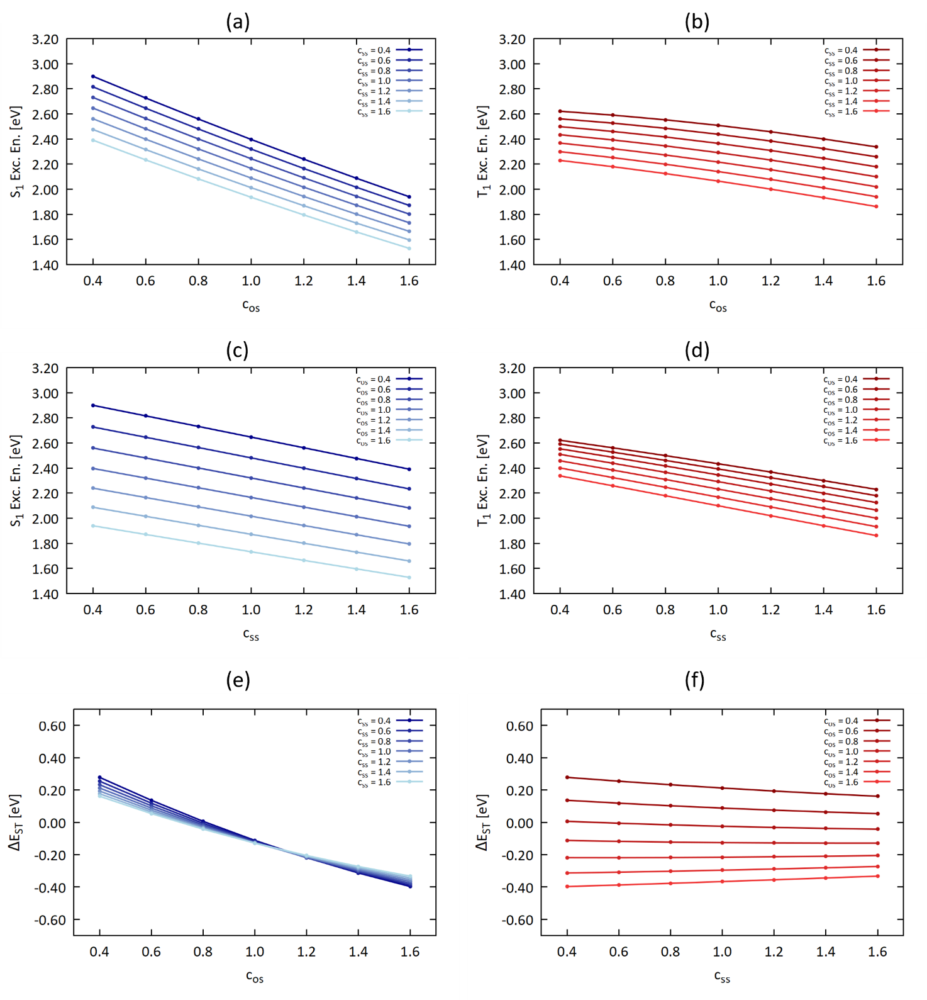 (a)
3.20
3.00
2.80
2.60
2.40
2.20
2.00
1.80
1.60
1.40
S1 Exc. En. [eV]
css = 0.4
css = 0.6
css = 0.8
css = 1.0
css = 1.2
css = 1.4
css = 1.6
0.4 0.6 0.8 1.0 1.2 1.4 1.6
cos
(b)
3.20
3.00
2.80
2.60
2.40
2.20
2.00
1.80
1.60
1.40
T1 Exc. En. [eV]
css = 0.4
css = 0.6
css = 0.8
css = 1.0
css = 1.2
css = 1.4
css = 1.6
0.4 0.6 0.8 1.0 1.2 1.4 1.6
cos
(c)
3.20
3.00
2.80
2.60
2.40
2.20
2.00
1.80
1.60
1.40
S1 Exc. En. [eV]
cos = 0.4
cos = 0.6
cos = 0.8
cos = 1.0
cos = 1.2
cos = 1.4
cos = 1.6
0.4 0.6 0.8 1.0 1.2 1.4 1.6
css
(d)
3.20
3.00
2.80
2.60
2.40
2.20
2.00
1.80
1.60
1.40
T1 Exc. En. [eV]
cos = 0.4
cos = 0.6
cos = 0.8
cos = 1.0
cos = 1.2
cos = 1.4
cos = 1.6
0.4 0.6 0.8 1.0 1.2 1.4 1.6
css
(e)
0.60
0.40
0.20
0.00
-0.20
-0.40
-0.60
ΔEST [eV]
css = 0.4
css = 0.6
css = 0.8
css = 1.0
css = 1.2
css = 1.4
css = 1.6
0.4 0.6 0.8 1.0 1.2 1.4 1.6
cos
(f)
0.60
0.40
0.20
0.00
-0.20
-0.40
-0.60
ΔEST [eV]
cos = 0.4
cos = 0.6
cos = 0.8
cos = 1.0
cos = 1.2
cos = 1.4
cos = 1.6
0.4 0.6 0.8 1.0 1.2 1.4 1.6
css